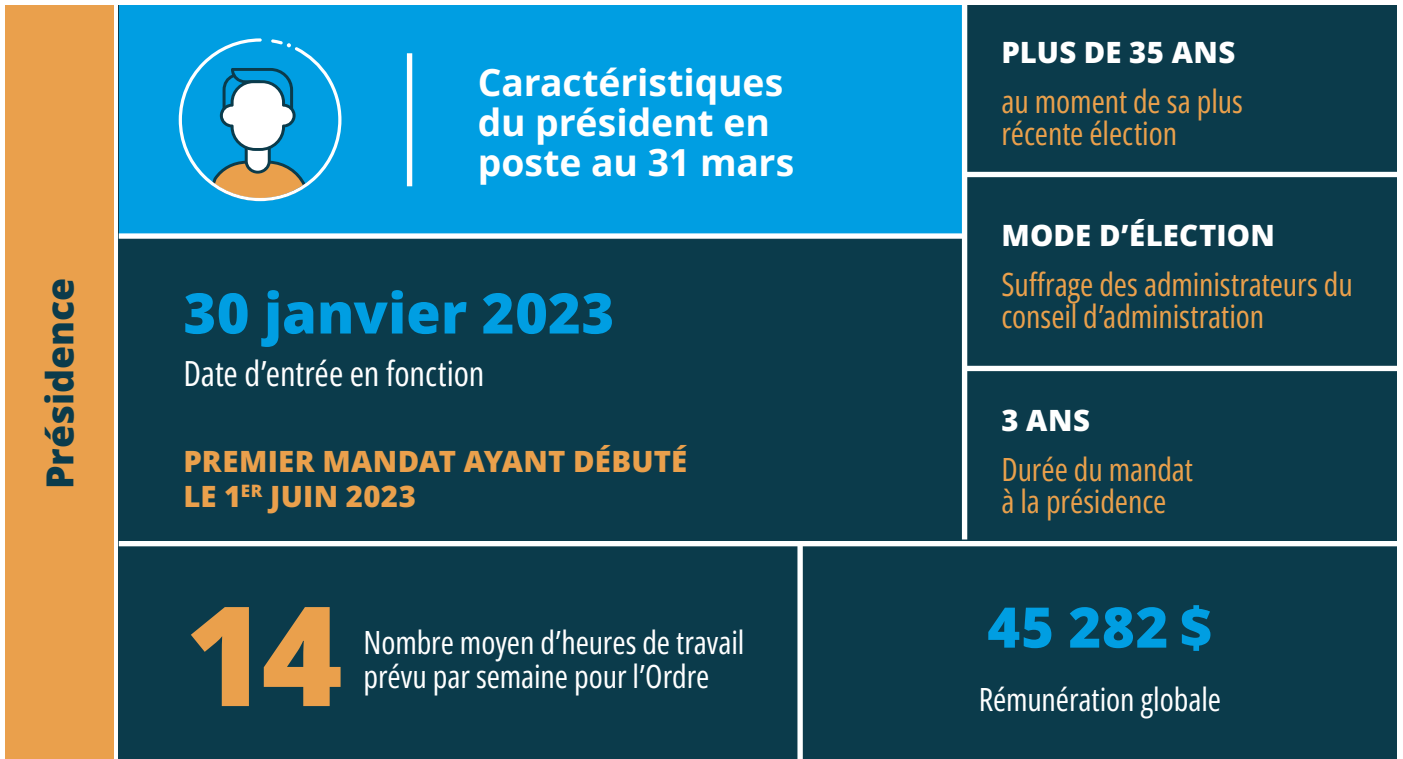 Présidence
Caractéristiques
du président en
poste au 31 mars
30 janvier 2023
Date d’entrée en fonction
PREMIER MANDAT AYANT DÉBUTÉ
LE 1ER JUIN 2023
PLUS DE 35 ANS
au moment de sa plus
récente élection
MODE D’ÉLECTION
Suffrage des administrateurs du
conseil d’administration
3 ANS
Durée du mandat
à la présidence
14
Nombre moyen d’heures de travail
prévu par semaine pour l’Ordre
45 282 $
Rémunération globale